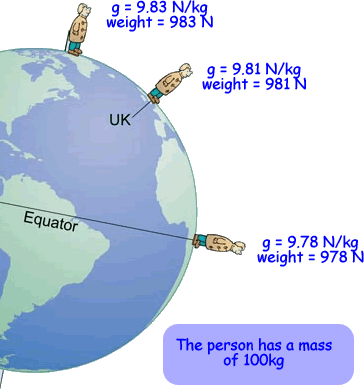 g = 9.83 N/kg
weight = 983 N
g = 9.81 N/kg
weight = 981 N
UK
Equator
g = 9.78 N/kg
weight = 978 N
The person has a mass
of 100kg